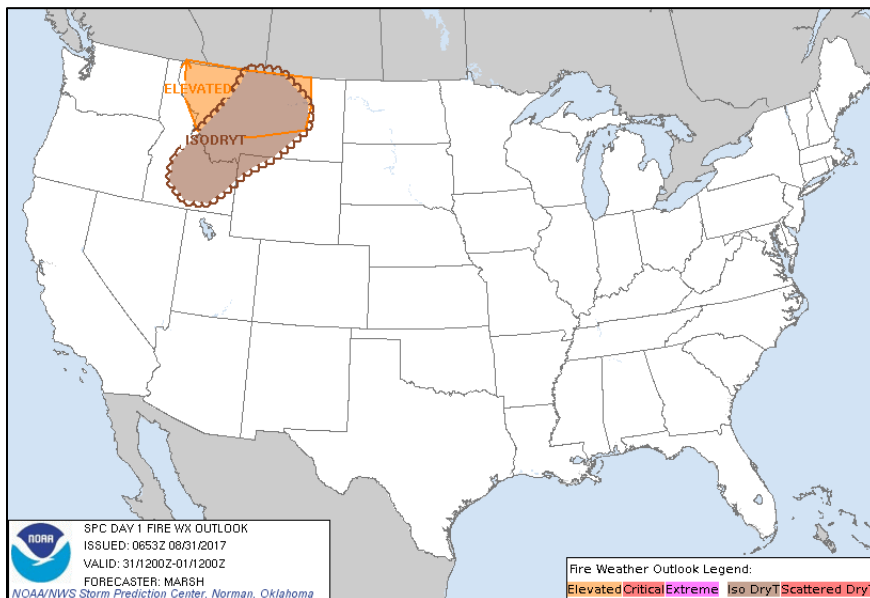 ELEVATED
ISODRYT
NOAA
SPC DAY 1 FIRE WX OUTLOOK
ISSUED: 0653Z 08/31/2017
VALID: 31/1200Z-01/1200Z
FORECASTER: MARSH
NOAA/NWS Storm Prediction Center, Norman, Oklahoma
Fire Weather Outlook Legend:
Elevated Critical Extreme Iso DryT Scattered DryT